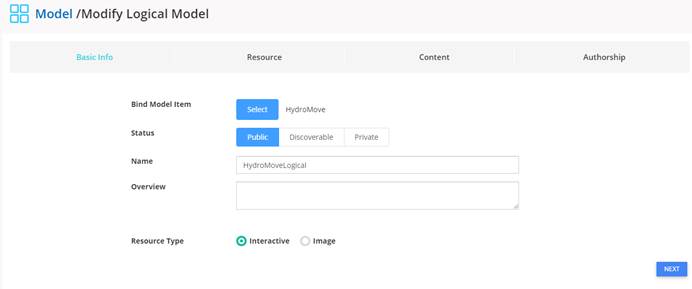 Model /Modify Logical Model
Basic Info Resource Content Authorship
Bind Model Item Select HydroMove
Status Public Discoverable Private
Name HydroMoveLogical
Overview
Resource Type Interactive Image
NEXT